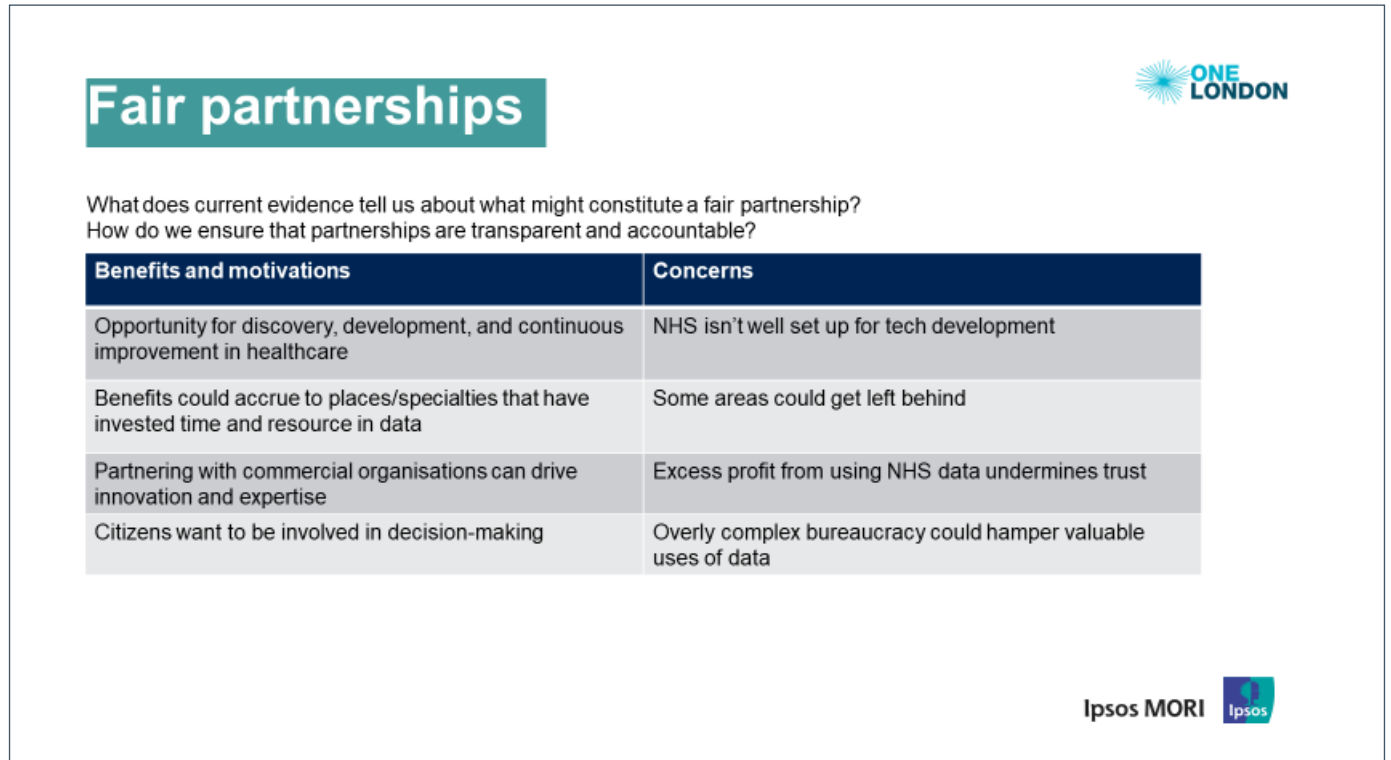 Fair partnerships
ONE
LONDON
What does current evidence tell us about what might constitute a fair partnership?
How do we ensure that partnerships are transparent and accountable?
Benefits and motivations
Concerns
Opportunity for discovery, development, and continuous
improvement in healthcare
NHS isn’t well set up for tech development
Benefits could accrue to places/specialties that have
invested time and resource in data
Some areas could get left behind
Partnering with commercial organisations can drive
innovation and expertise
Excess profit from using NHS data undermines trust
Citizens want to be involved in decision-making
Overly complex bureaucracy could hamper valuable
uses of data
Ipsos MORI
Ipsos